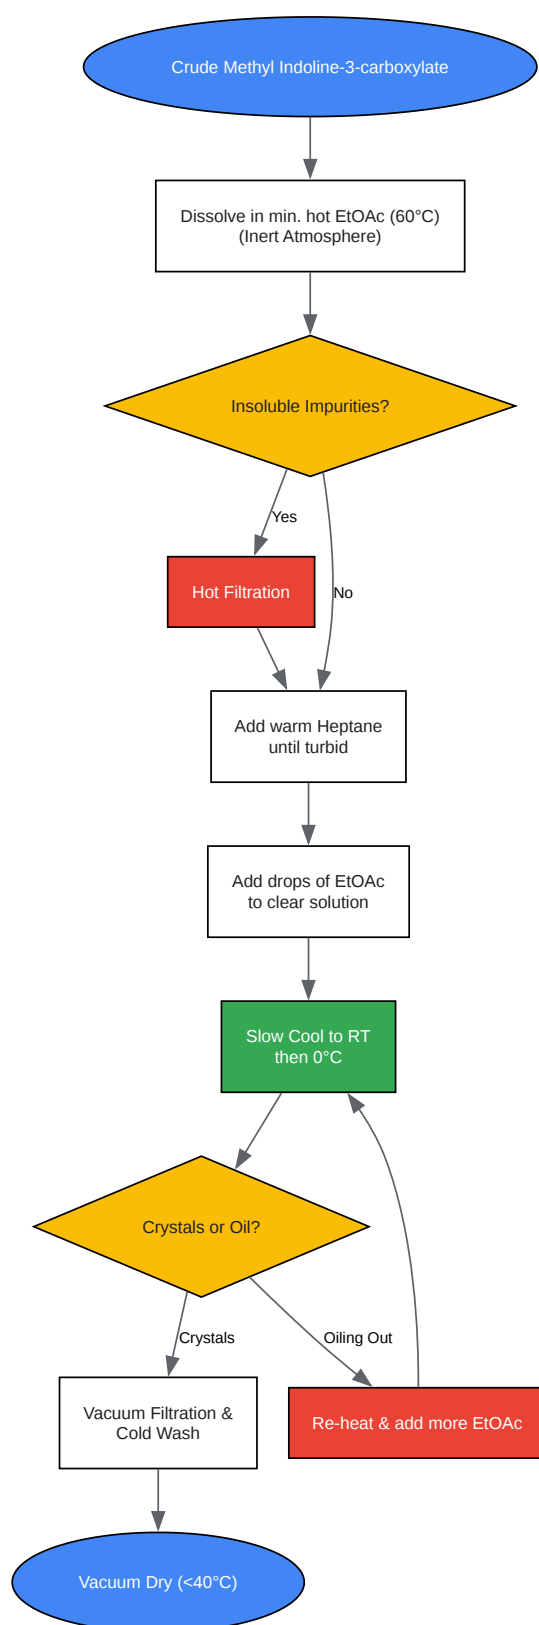 Crude Methyl Indoline-3-carboxylate
Dissolve in min. hot EtOAc (60°C)
(Inert Atmosphere)
Insoluble Impurities?
Yes
No
Hot Filtration
Add warm Heptane
until turbid
Add drops of EtOAc
to clear solution
Slow Cool to RT
then 0°C
Crystals or Oil?
Crystals
Oiling Out
Vacuum Filtration &
Cold Wash
Re-heat & add more EtOAc
Vacuum Dry (<40°C)